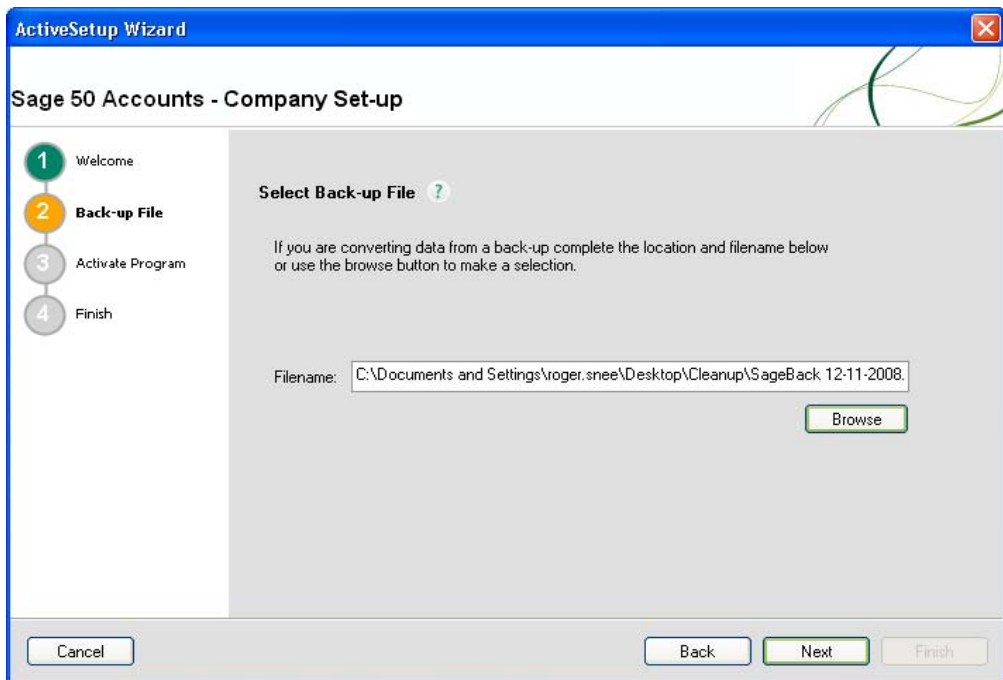 ActiveSetup Wizard
Sage 50 Accounts - Company Set-up
1 Welcome
2 Back-up File
3 Activate Program
4 Finish
Select Back-up File ?
If you are converting data from a back-up complete the location and filename below
or use the browse button to make a selection.
Filename: C:\Documents and Settings\roger.snee\Desktop\Cleanup\SageBack 12-11-2008.
Browse
Cancel Back Next Finish